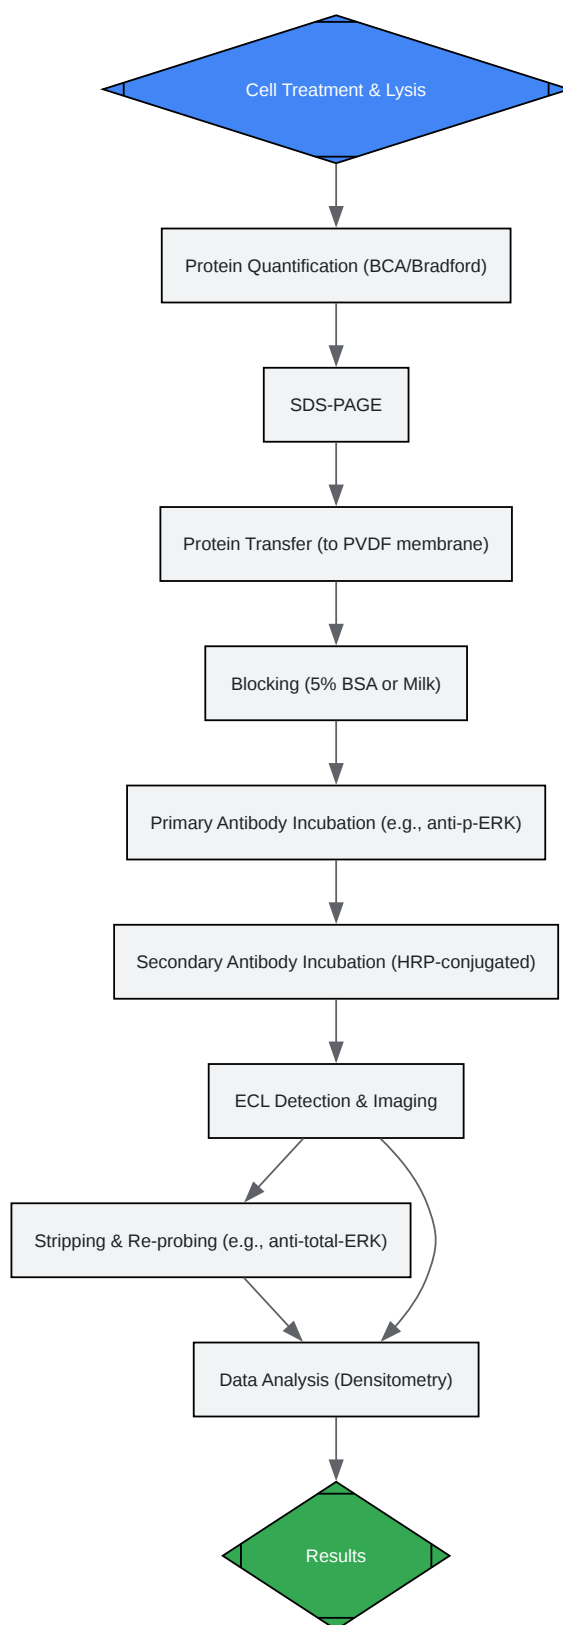 Cell Treatment & Lysis
Protein Quantification (BCA/Bradford)
SDS-PAGE
Protein Transfer (to PVDF membrane)
Blocking (5% BSA or Milk)
Primary Antibody Incubation (e.g., anti-p-ERK)
Secondary Antibody Incubation (HRP-conjugated)
ECL Detection & Imaging
Stripping & Re-probing (e.g., anti-total-ERK)
Data Analysis (Densitometry)
Results